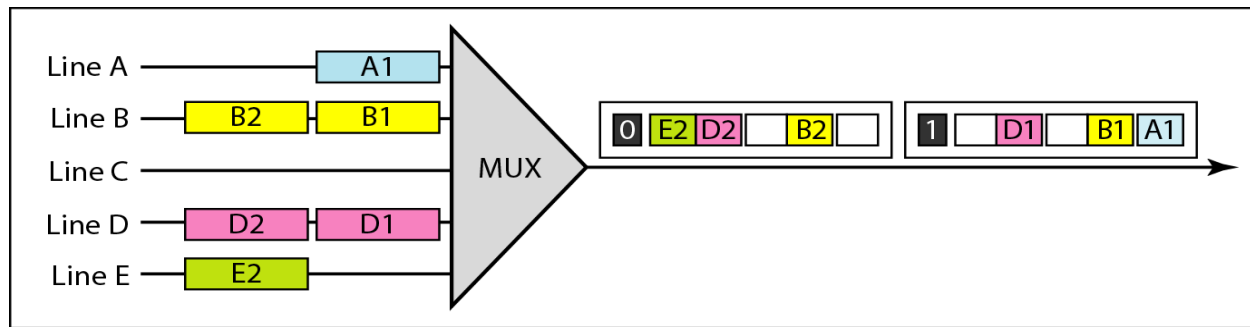 Line A A1
Line B B2 B1
Line C
Line D D2 D1
Line E E2
MUX
0 E2 D2 B2
1 D1 B1 A1